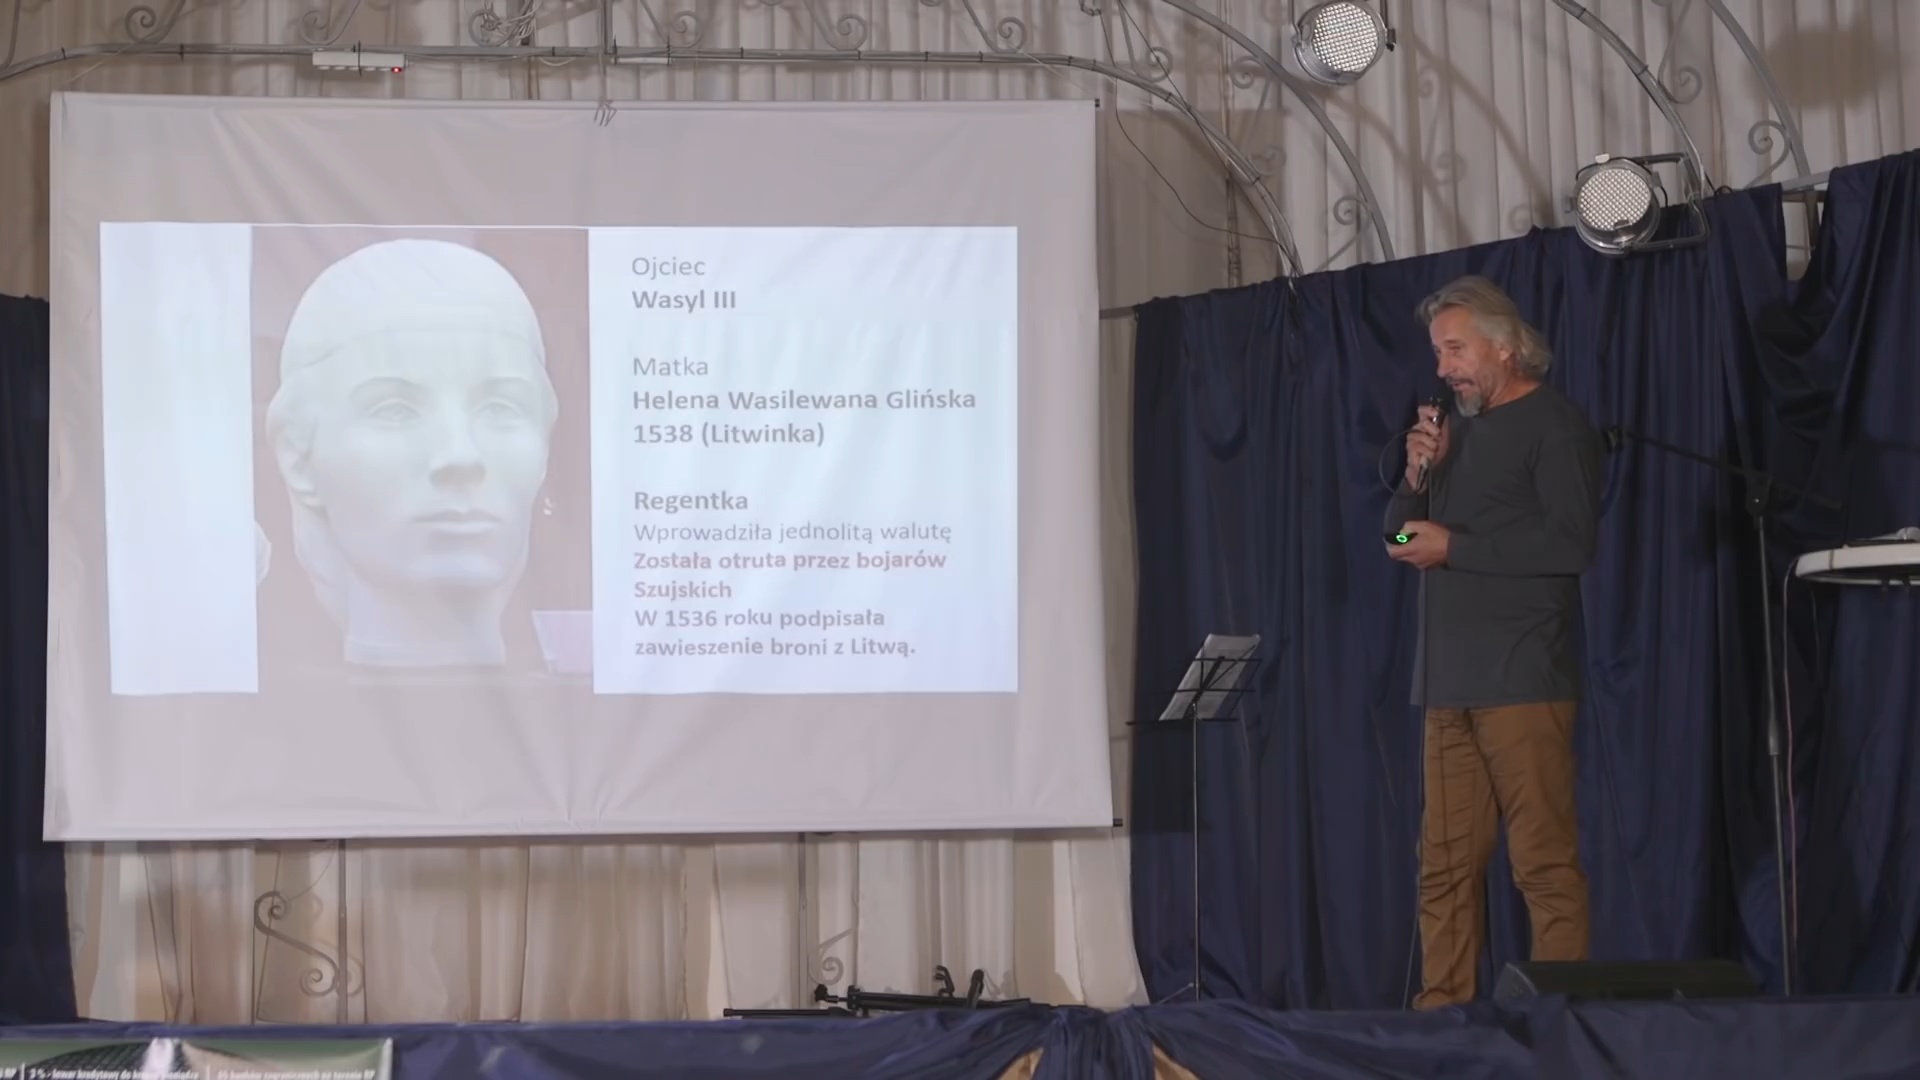 Ojciec
Wasyl III
Matka
Helena Wasilewana Glińska
1538 (Litwinka)
Regentka
Wprowadziła jednolitą walutę
Została otruta przez bojarów
Szujskich
W 1536 roku podpisała
zawieszenie broni z Litwą.